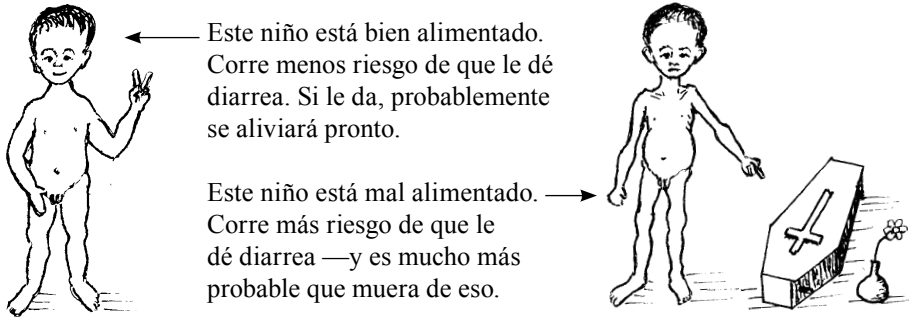 Este niño está bien alimentado.
Corre menos riesgo de que le dé
diarrea. Si le da, probablemente
se aliviará pronto.
Este niño está mal alimentado.
Corre más riesgo de que le
dé diarrea —y es mucho más
probable que muera de eso.